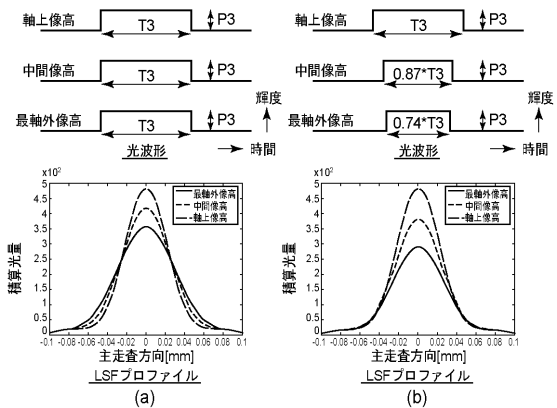 軸上像高 T3 P3
中間像高 T3 P3
最軸外像高 T3 P3
光波形
輝度
時間
x10²
積算光量
5
4.5
4
3.5
3
2.5
2
1.5
1
0.5
0
最軸外像高
中間像高
軸上像高
-0.1 -0.08 -0.06 -0.04 -0.02 0 0.02 0.04 0.06 0.08 0.1
主走査方向[mm]
LSFプロファイル
(a)
軸上像高 T3 P3
中間像高 0.87*T3 P3
最軸外像高 0.74*T3 P3
光波形
輝度
時間
x10²
積算光量
5
4.5
4
3.5
3
2.5
2
1.5
1
0.5
0
最軸外像高
中間像高
軸上像高
-0.1 -0.08 -0.06 -0.04 -0.02 0 0.02 0.04 0.06 0.08 0.1
主走査方向[mm]
LSFプロファイル
(b)